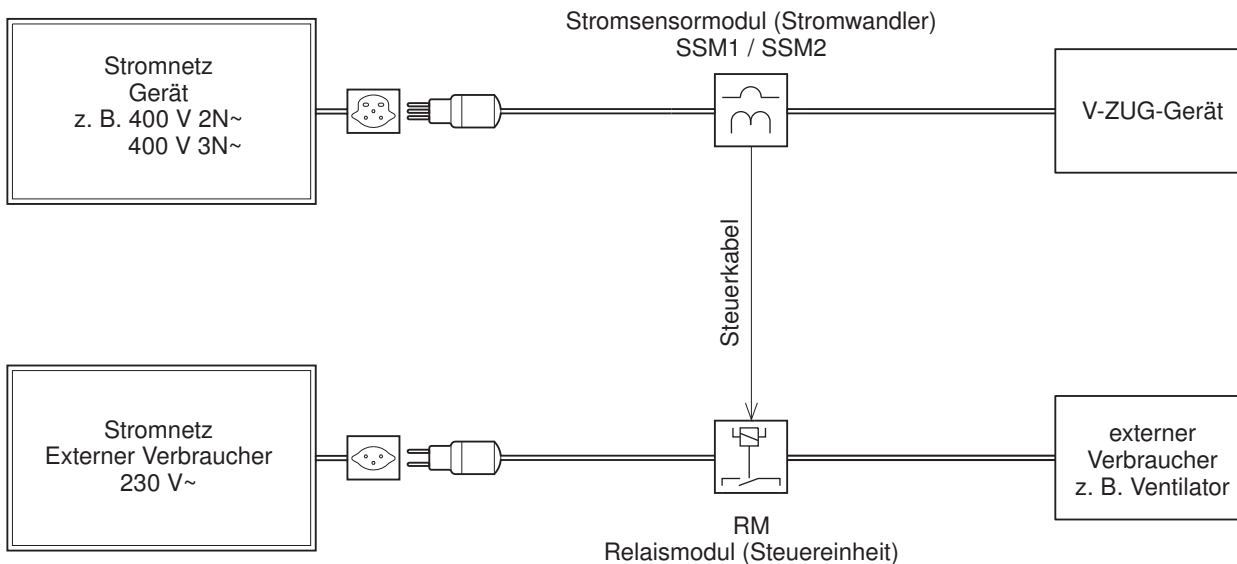 Stromsensormodul (Stromwandler)
SSM1 / SSM2
Stromnetz
Gerät
z. B. 400 V 2N~
400 V 3N~
V-ZUG-Gerät
Steuerkabel
Stromnetz
Externer Verbraucher
230 V~
externer
Verbraucher
z. B. Ventilator
RM
Relaismodul (Steuereinheit)